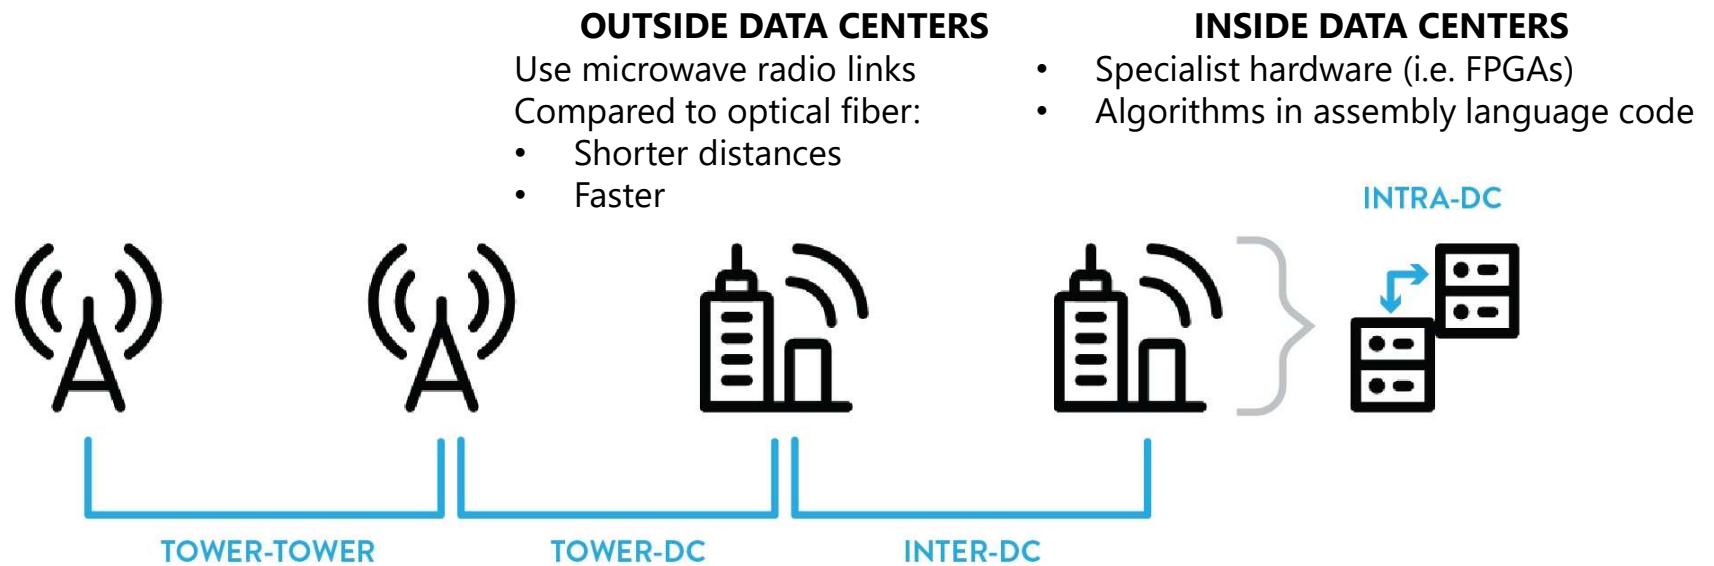 OUTSIDE DATA CENTERS
Use microwave radio links
Compared to optical fiber:
• Shorter distances
• Faster
INSIDE DATA CENTERS
• Specialist hardware (i.e. FPGAs)
• Algorithms in assembly language code
INTRA-DC
TOWER-TOWER
TOWER-DC
INTER-DC